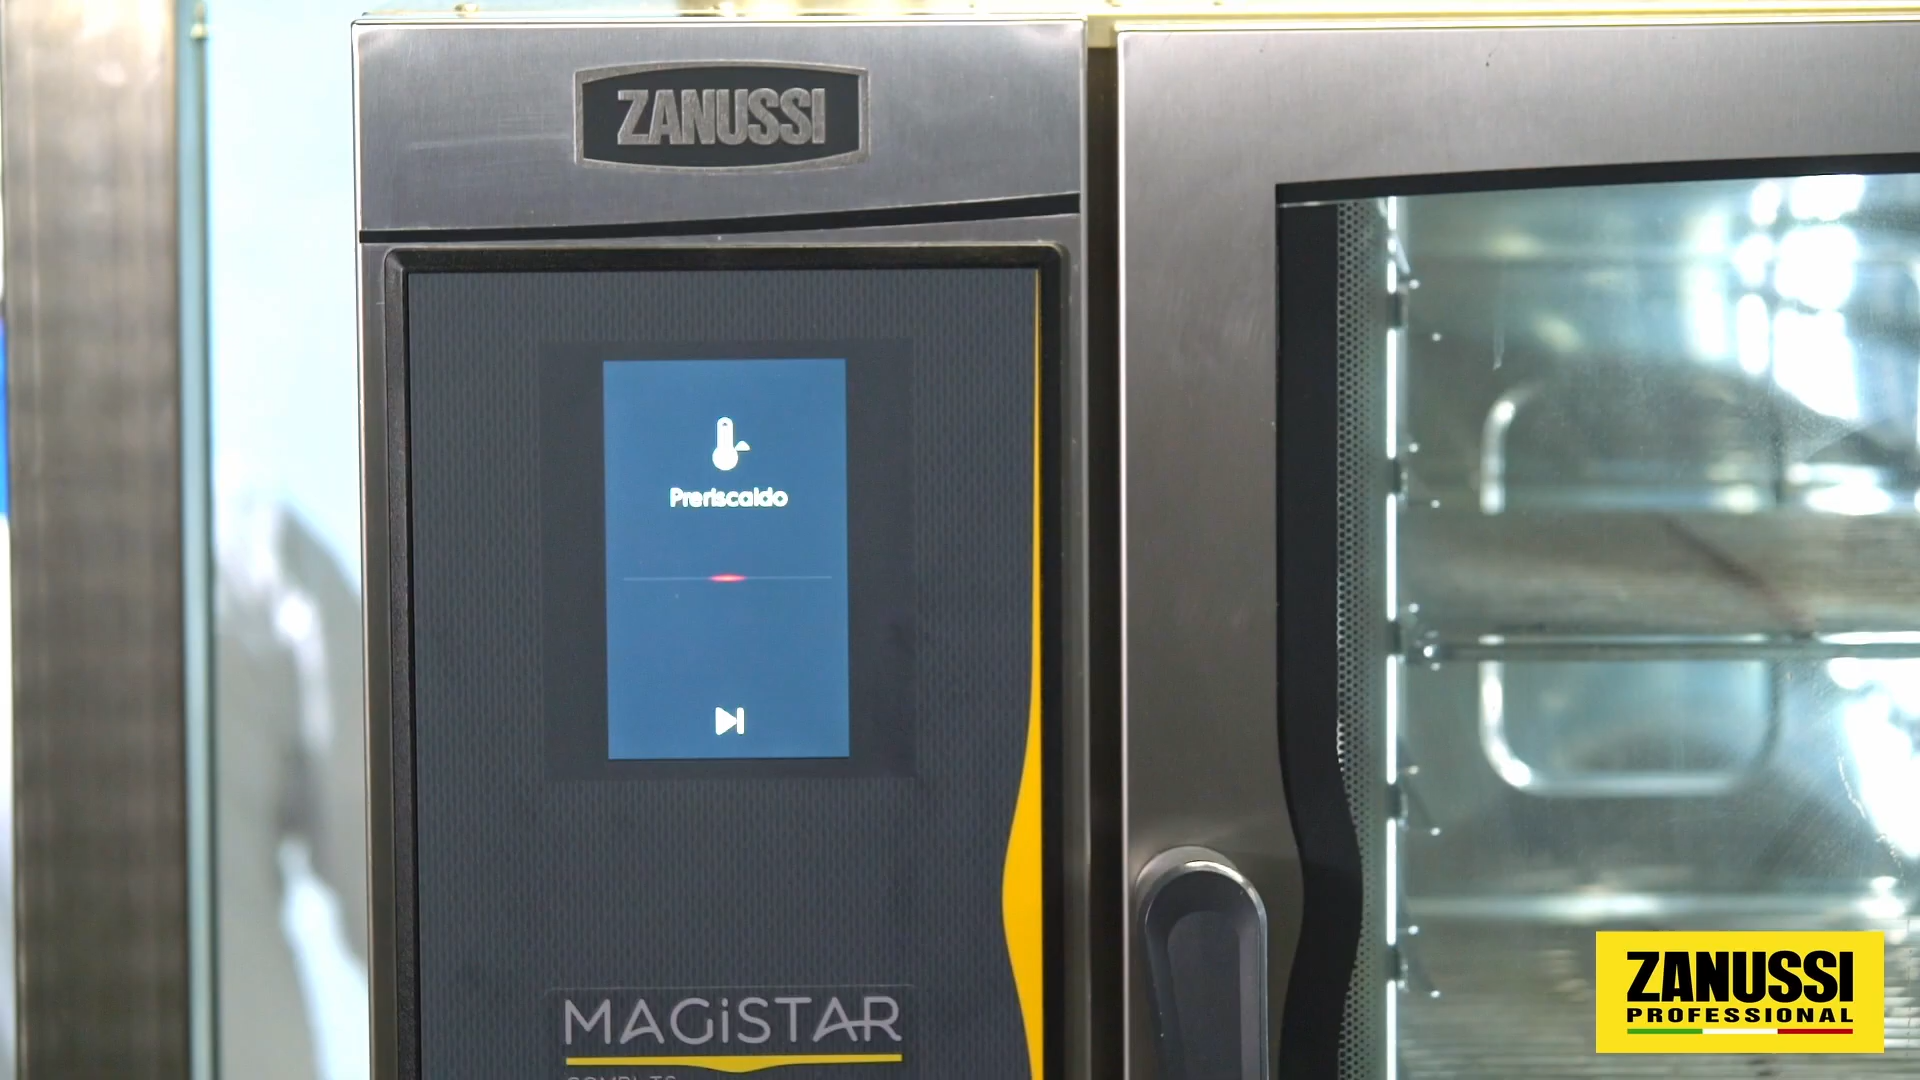 ZANUSSI
Preriscaldo
MAGiSTAR
ZANUSSI
PROFESSIONAL